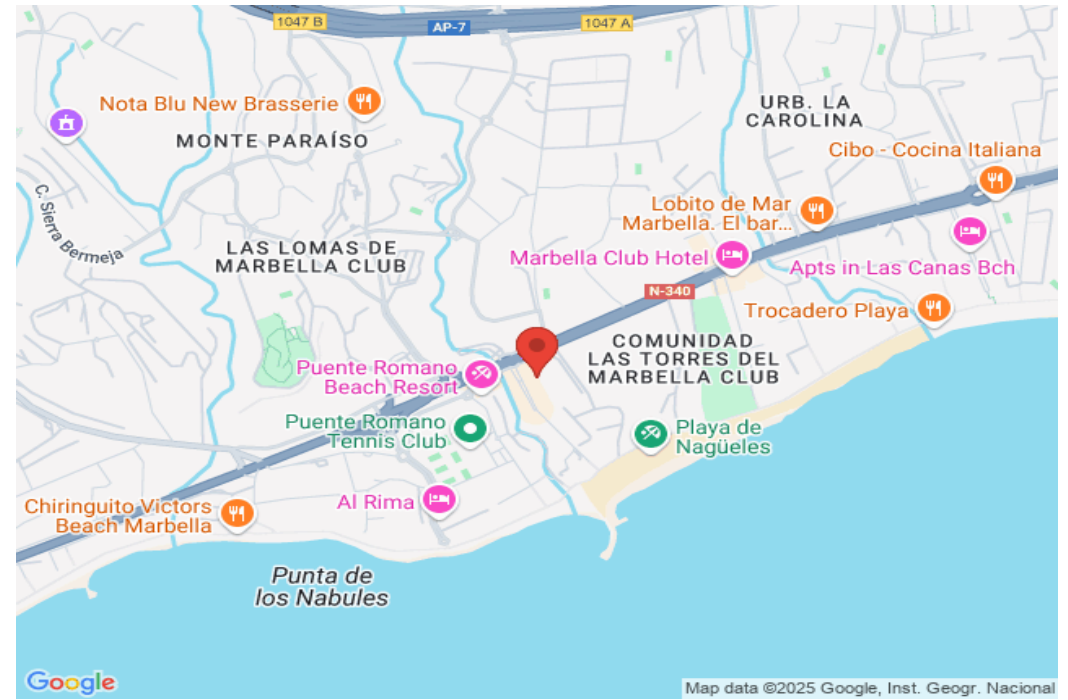 1047 B
AP-7
1047 A
Nota Blu New Brasserie
MONTE PARAÍSO
URB. LA
CAROLINA
Cibo - Cocina Italiana
C. Sierra Bermeja
Lobito de Mar
Marbella. El bar...
LAS LOMAS DE
MARBELLA CLUB
Marbella Club Hotel
Apts in Las Canas Bch
N-340
Trocadero Playa
COMUNIDAD
LAS TORRES DEL
MARBELLA CLUB
Puente Romano
Beach Resort
Puente Romano
Tennis Club
Playa de
Nagüeles
Al Rima
Chiringuito Victors
Beach Marbella
Punta de
los Nabules
Google
Map data ©2025 Google, Inst. Geogr. Nacional